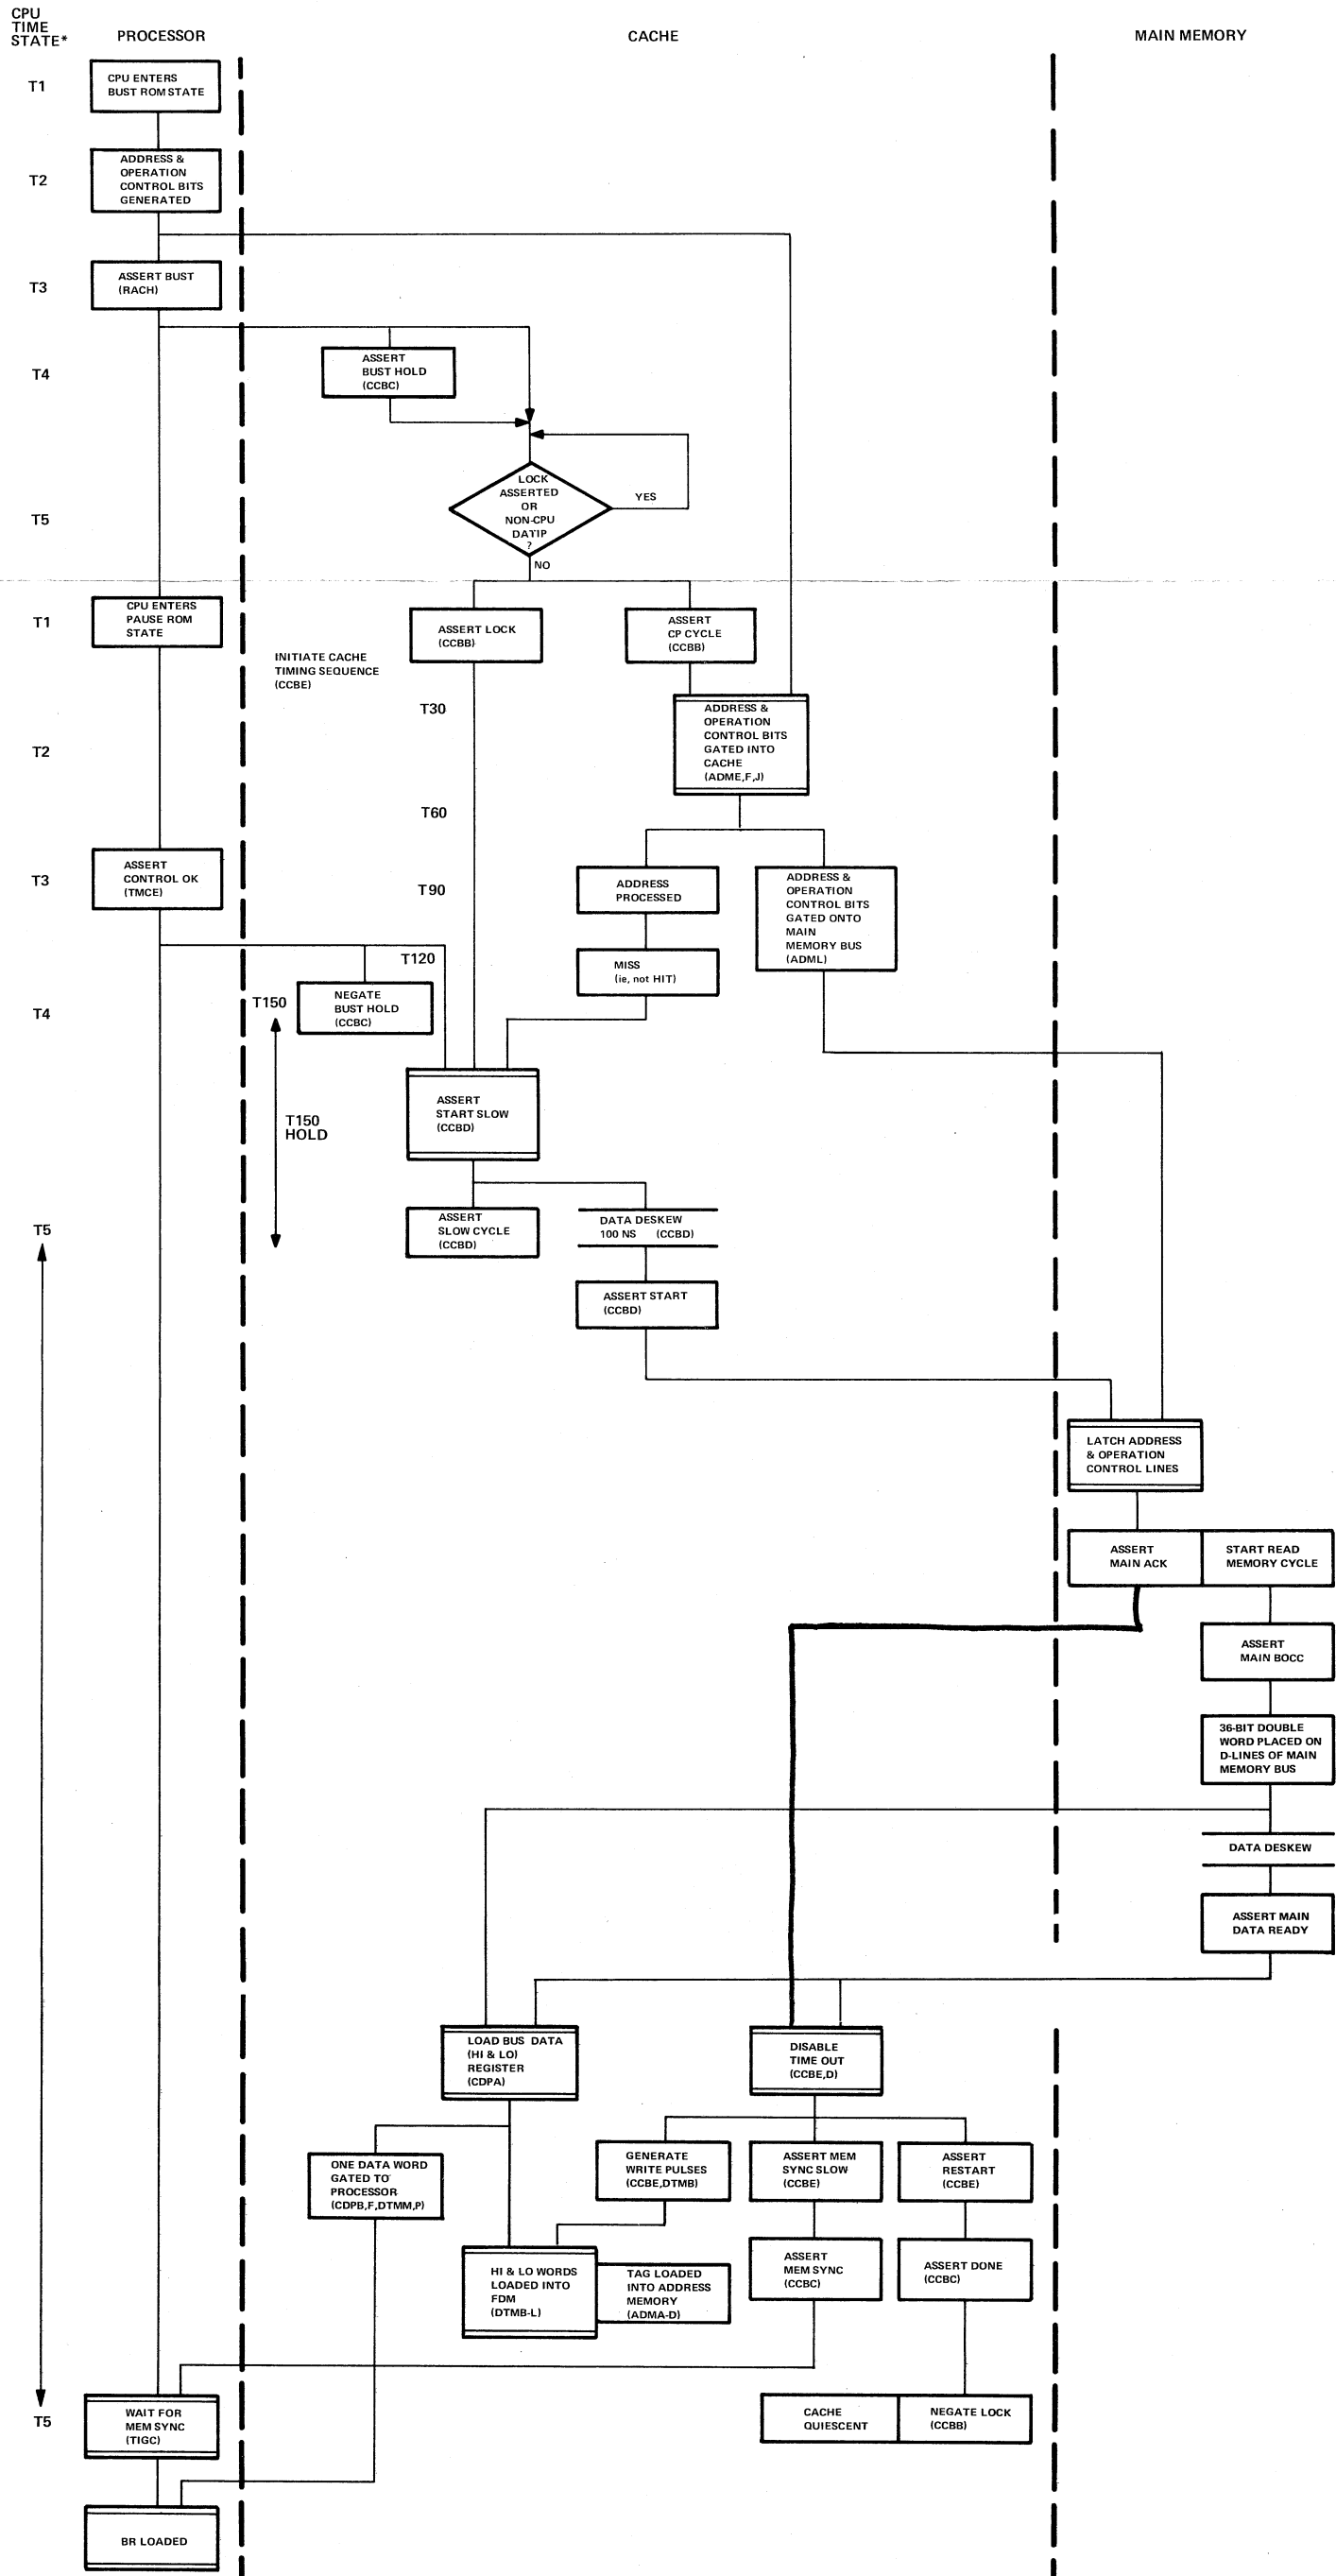 CPU
TIME
STATE*
PROCESSOR
CACHE
MAIN MEMORY
T1
CPU ENTERS
BUST ROM STATE
T2
ADDRESS &
OPERATION
CONTROL BITS
GENERATED
T3
ASSERT BUST
(RACH)
T4
ASSERT
BUST HOLD
(CCBC)
T5
LOCK
ASSERTED
OR
NON-CPU
DATIP
?
YES
NO
T1
CPU ENTERS
PAUSE ROM
STATE
ASSERT LOCK
(CCBB)
ASSERT
CP CYCLE
(CCBB)
INITIATE CACHE
TIMING SEQUENCE
(CCBE)
T30
T2
ADDRESS &
OPERATION
CONTROL BITS
GATED INTO
CACHE
(ADME,F,J)
T60
T3
ASSERT
CONTROL OK
(TMCE)
T90
ADDRESS
PROCESSED
ADDRESS &
OPERATION
CONTROL BITS
GATED ONTO
MAIN
MEMORY BUS
(ADML)
T120
MISS
(ie, not HIT)
T4
T150
NEGATE
BUST HOLD
(CCBC)
T150
HOLD
ASSERT
START SLOW
(CCBD)
T5
ASSERT
SLOW CYCLE
(CCBD)
DATA DESKEW
100 NS (CCBD)
ASSERT START
(CCBD)
LATCH ADDRESS
& OPERATION
CONTROL LINES
ASSERT
MAIN ACK
START READ
MEMORY CYCLE
ASSERT
MAIN BOCC
36-BIT DOUBLE
WORD PLACED ON
D-LINES OF MAIN
MEMORY BUS
DATA DESKEW
ASSERT MAIN
DATA READY
LOAD BUS DATA
(HI & LO)
REGISTER
(CDPA)
DISABLE
TIME OUT
(CCBE,D)
ONE DATA WORD
GATED TO
PROCESSOR
(CDPB,F,DTMM,P)
GENERATE
WRITE PULSES
(CCBE,DTMB)
ASSERT MEM
SYNC SLOW
(CCBE)
ASSERT
RESTART
(CCBE)
HI & LO WORDS
LOADED INTO
FDM
(DTMB-L)
TAG LOADED
INTO ADDRESS
MEMORY
(ADMA-D)
ASSERT
MEM SYNC
(CCBC)
ASSERT DONE
(CCBC)
T5
WAIT FOR
MEM SYNC
(TIGC)
CACHE
QUIESCENT
NEGATE LOCK
(CCBB)
BR LOADED